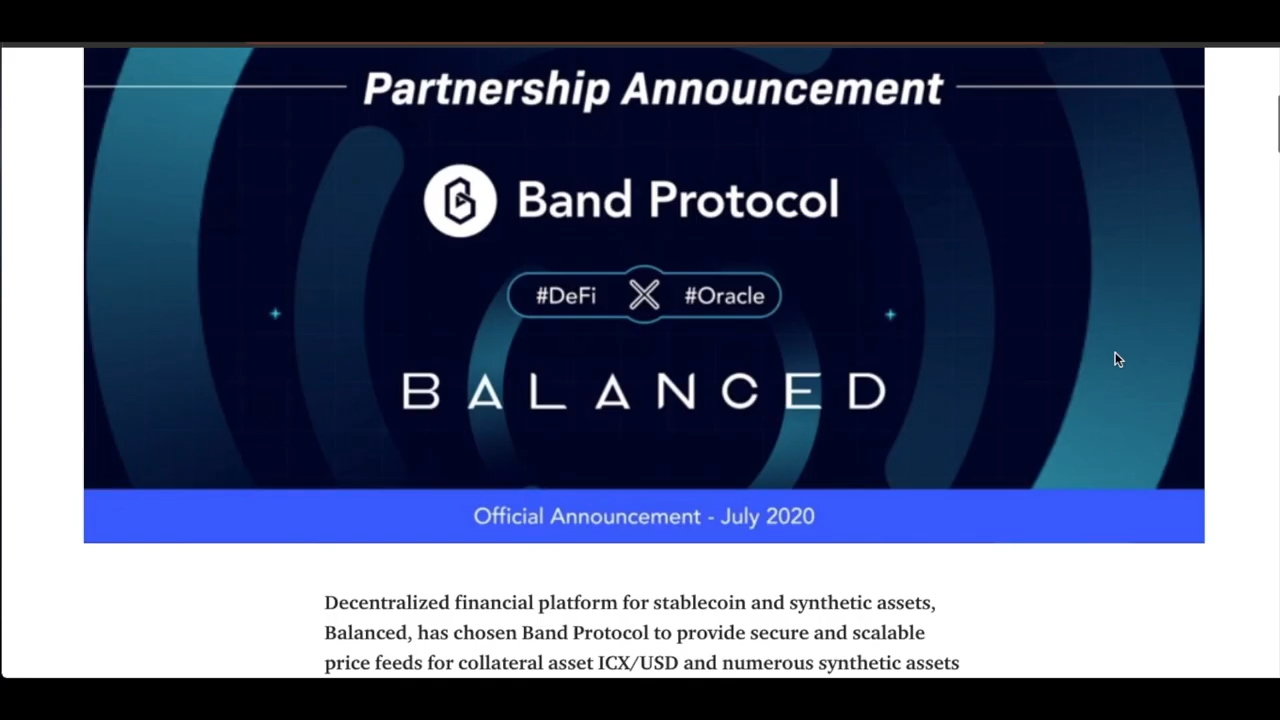 Partnership Announcement
Band Protocol
#DeFi #Oracle
BALANCED
Official Announcement - July 2020
Decentralized financial platform for stablecoin and synthetic assets,
Balanced, has chosen Band Protocol to provide secure and scalable
price feeds for collateral asset ICX/USD and numerous synthetic assets